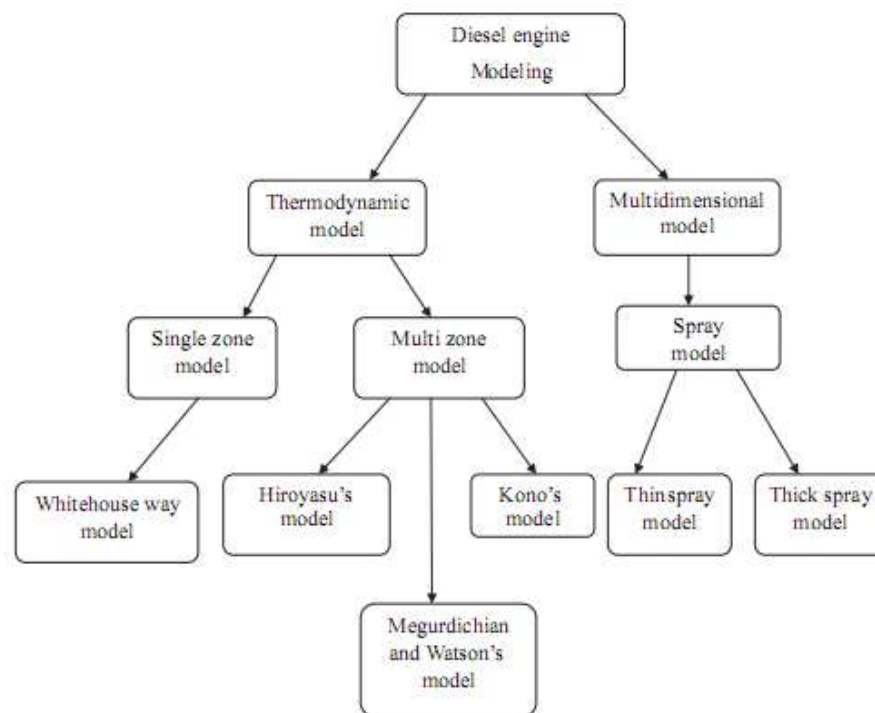 Diesel engine
Modeling
Thermodynamic
model
Multidimensional
model
Single zone
model
Multi zone
model
Spray
model
Whitehouse way
model
Hiroyasu's
model
Kono's
model
Thinspray
model
Thick spray
model
Megurdichian
and Watson's
model